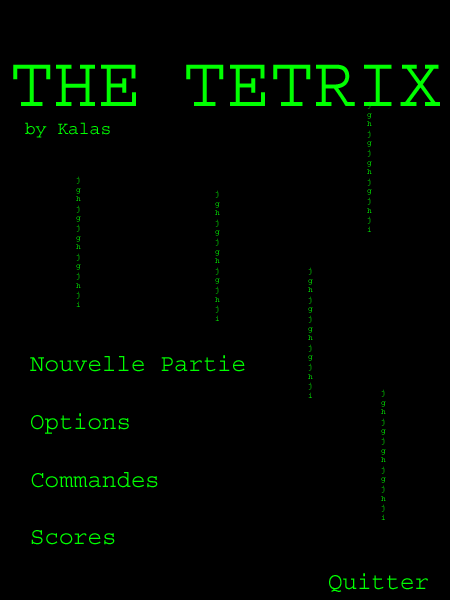 THE TETRIX
by Kalas
Nouvelle Partie
Options
Commandes
Scores
Quitter